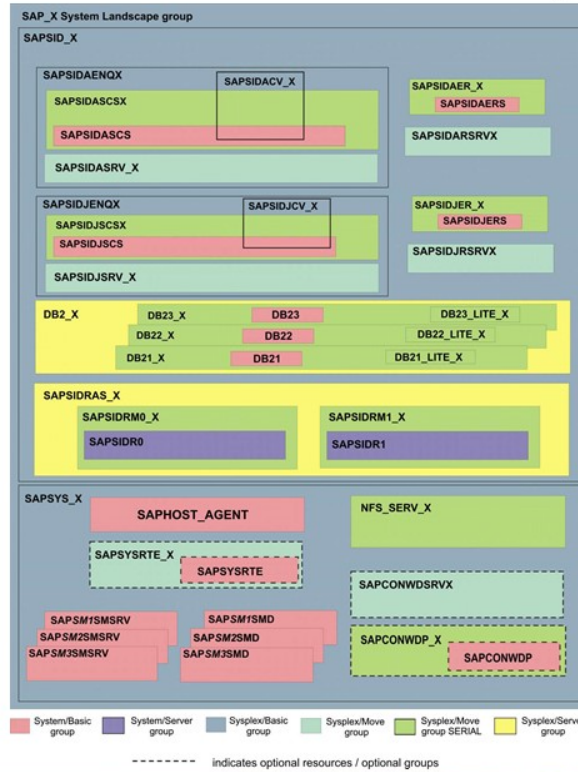 SAP_X System Landscape group
SAPSID_X
SAPSIDAENQX
SAPSIDACV_X
SAPSIDASCSX
SAPSIDASCS
SAPSIDASRV_X
SAPSIDAER_X
SAPSIDAERS
SAPSIDARSRVX
SAPSIDJENQX
SAPSIDJCV_X
SAPSIDJSCSX
SAPSIDJSCS
SAPSIDJSRV_X
SAPSIDJER_X
SAPSIDJERS
SAPSIDJRSRVX
DB2_X
DB23_X DB23 DB23_LITE_X
DB22_X DB22 DB22_LITE_X
DB21_X DB21 DB21_LITE_X
SAPSIDRAS_X
SAPSIDRM0_X
SAPSIDR0
SAPSIDRM1_X
SAPSIDR1
SAPSYS_X
SAPHOST_AGENT
NFS_SERV_X
SAPSYSRTE_X
SAPSYSRTE
SAPCONWDSRVX
SAPSM1SMSRV
SAPSM2SMSRV
SAPSM3SMSRV
SAPSM1SMD
SAPSM2SMD
SAPSM3SMD
SAPCONWDP_X
SAPCONWDP
System/Basic
group
System/Server
group
Sysplex/Basic
group
Sysplex/Move
group
Sysplex/Move
group SERIAL
Sysplex/Serve
group
indicates optional resources / optional groups